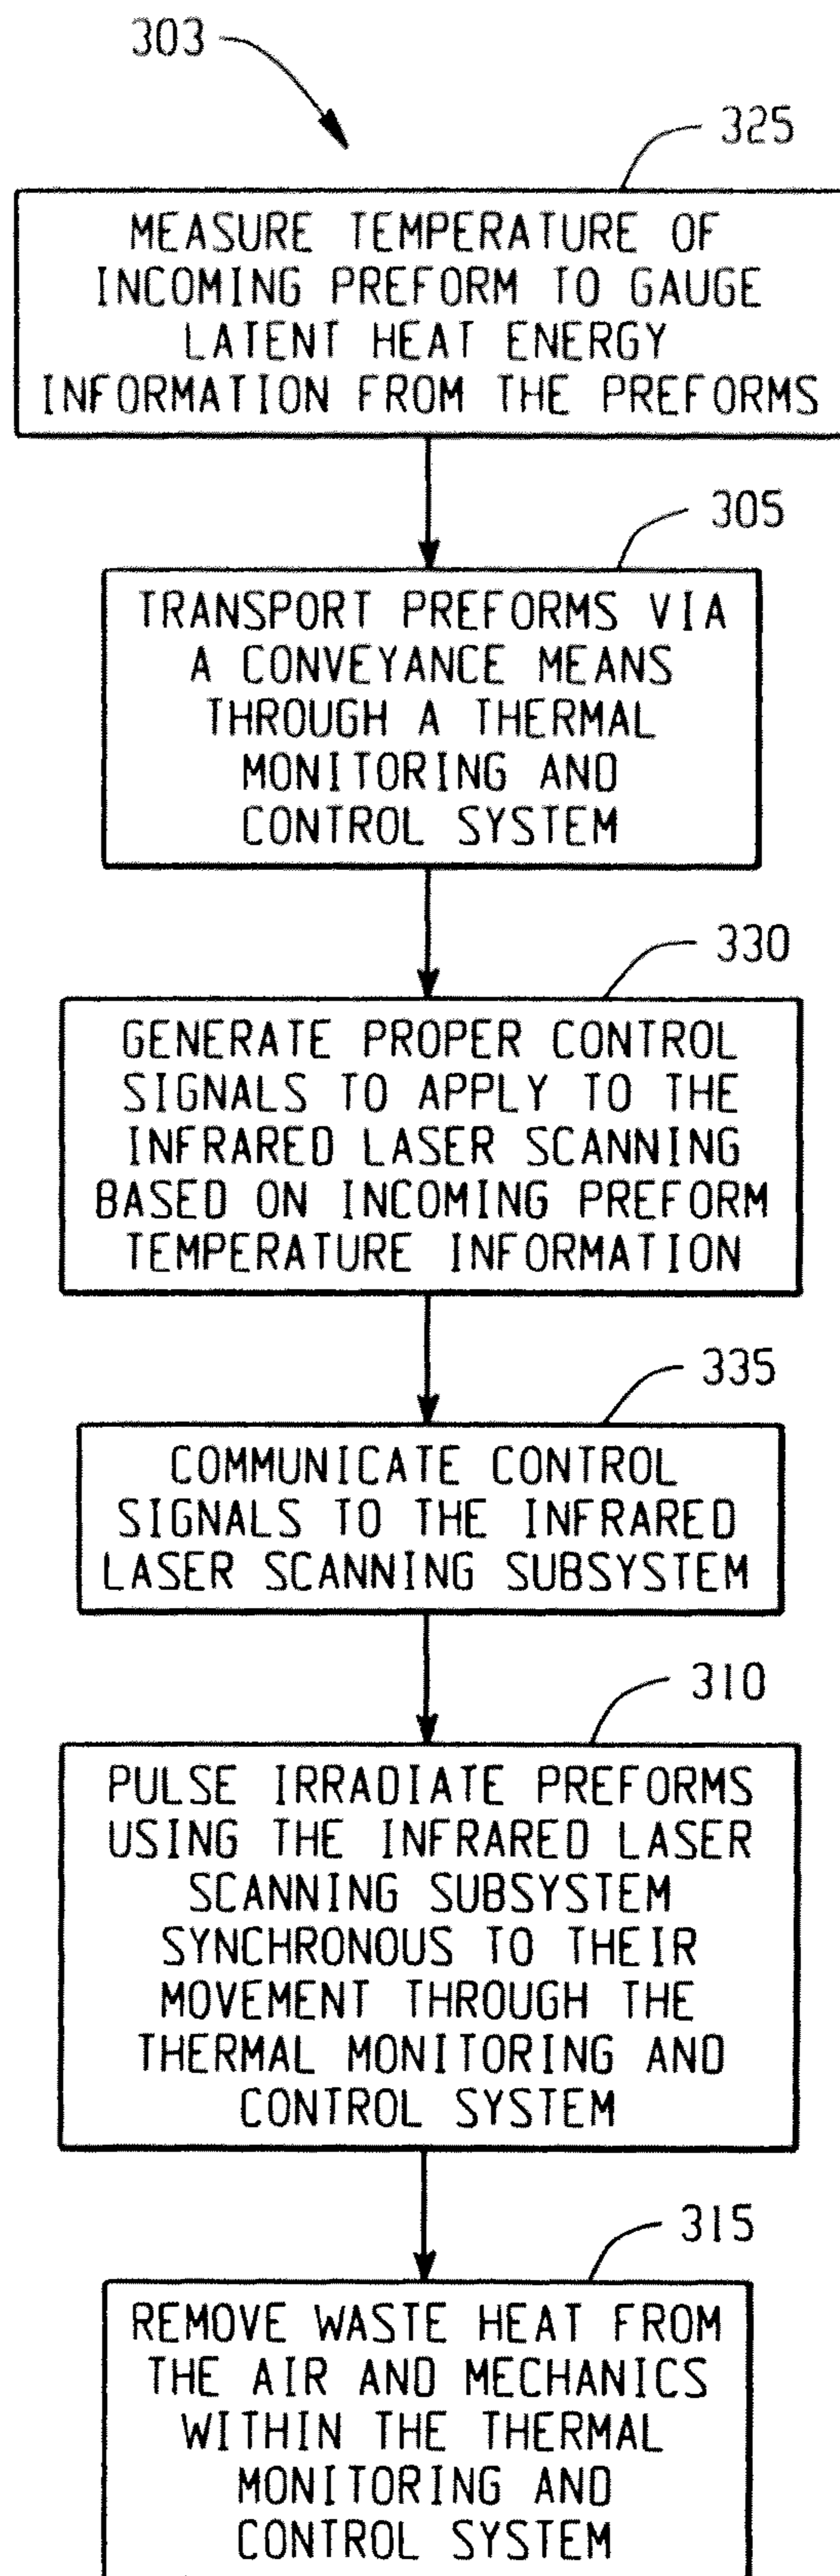 303
325
MEASURE TEMPERATURE OF
INCOMING PREFORM TO GAUGE
LATENT HEAT ENERGY
INFORMATION FROM THE PREFORMS
305
TRANSPORT PREFORMS VIA
A CONVEYANCE MEANS
THROUGH A THERMAL
MONITORING AND
CONTROL SYSTEM
330
GENERATE PROPER CONTROL
SIGNALS TO APPLY TO THE
INFRARED LASER SCANNING
BASED ON INCOMING PREFORM
TEMPERATURE INFORMATION
335
COMMUNICATE CONTROL
SIGNALS TO THE INFRARED
LASER SCANNING SUBSYSTEM
310
PULSE IRRADIATE PREFORMS
USING THE INFRARED LASER
SCANNING SUBSYSTEM
SYNCHRONOUS TO THEIR
MOVEMENT THROUGH THE
THERMAL MONITORING AND
CONTROL SYSTEM
315
REMOVE WASTE HEAT FROM
THE AIR AND MECHANICS
WITHIN THE THERMAL
MONITORING AND
CONTROL SYSTEM